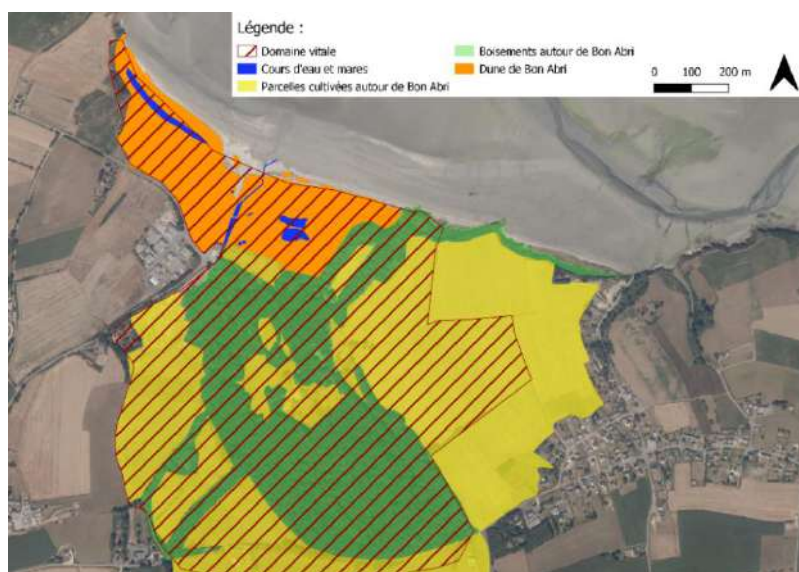 Légende :
Domaine vitale
Cours d'eau et mares
Parcelles cultivées autour de Bon Abri
Boisements autour de Bon Abri
Dune de Bon Abri
0 100 200 m